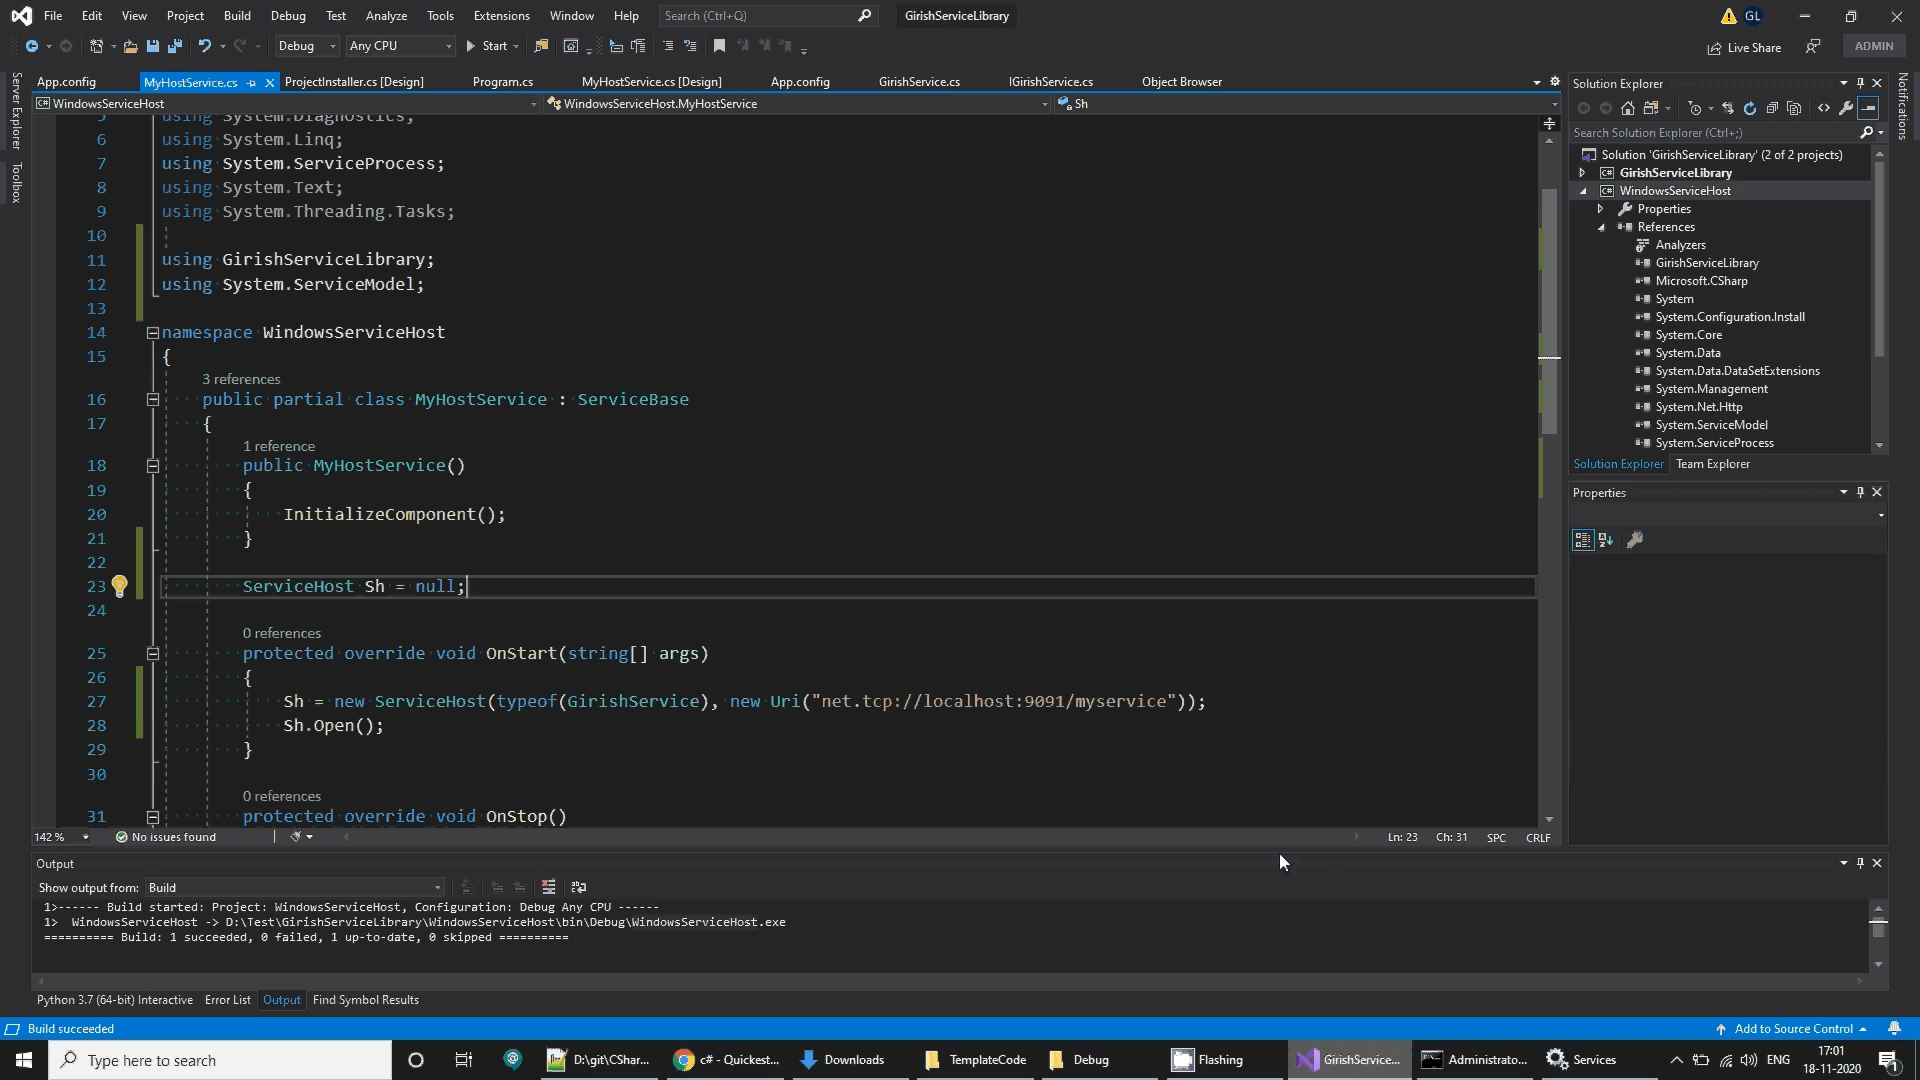 File Edit View Project Build Debug Test Analyze Tools Extensions Window Help Search (Ctrl+Q) GirishServiceLibrary GL
Debug Any CPU Start Live Share ADMIN
App.config MyHostService.cs ProjectInstaller.cs [Design] Program.cs MyHostService.cs [Design] App.config GirishService.cs IGirishService.cs Object Browser
WindowsServiceHost WindowsServiceHost.MyHostService Sh
Server Explorer
Toolbox
5 using System.Diagnostics;
6 using System.Linq;
7 using System.ServiceProcess;
8 using System.Text;
9 using System.Threading.Tasks;
10
11 using GirishServiceLibrary;
12 using System.ServiceModel;
13
14 namespace WindowsServiceHost
15 {
3 references
16 public partial class MyHostService : ServiceBase
17 {
1 reference
18 public MyHostService()
19 {
20 InitializeComponent();
21 }
22
23 ServiceHost Sh = null;
24
0 references
25 protected override void OnStart(string[] args)
26 {
27 Sh = new ServiceHost(typeof(GirishService), new Uri("net.tcp://localhost:9091/myservice"));
28 Sh.Open();
29 }
30
0 references
31 protected override void OnStop()
142 % No issues found Ln: 23 Ch: 31 SPC CRLF
Solution Explorer
Search Solution Explorer (Ctrl+;)
Solution 'GirishServiceLibrary' (2 of 2 projects)
GirishServiceLibrary
WindowsServiceHost
Properties
References
Analyzers
GirishServiceLibrary
Microsoft.CSharp
System
System.Configuration.Install
System.Core
System.Data
System.Data.DataSetExtensions
System.Management
System.Net.Http
System.ServiceModel
System.ServiceProcess
Solution Explorer Team Explorer
Properties
Notifications
Output
Show output from: Build
1>------ Build started: Project: WindowsServiceHost, Configuration: Debug Any CPU ------
1> WindowsServiceHost -> D:\Test\GirishServiceLibrary\WindowsServiceHost\bin\Debug\WindowsServiceHost.exe
========== Build: 1 succeeded, 0 failed, 1 up-to-date, 0 skipped ==========
Python 3.7 (64-bit) Interactive Error List Output Find Symbol Results
Build succeeded Add to Source Control
Type here to search D:\git\CShar... c# - Quickest... Downloads TemplateCode Debug Flashing GirishService... Administrato... Services ENG 17:01
18-11-2020 1